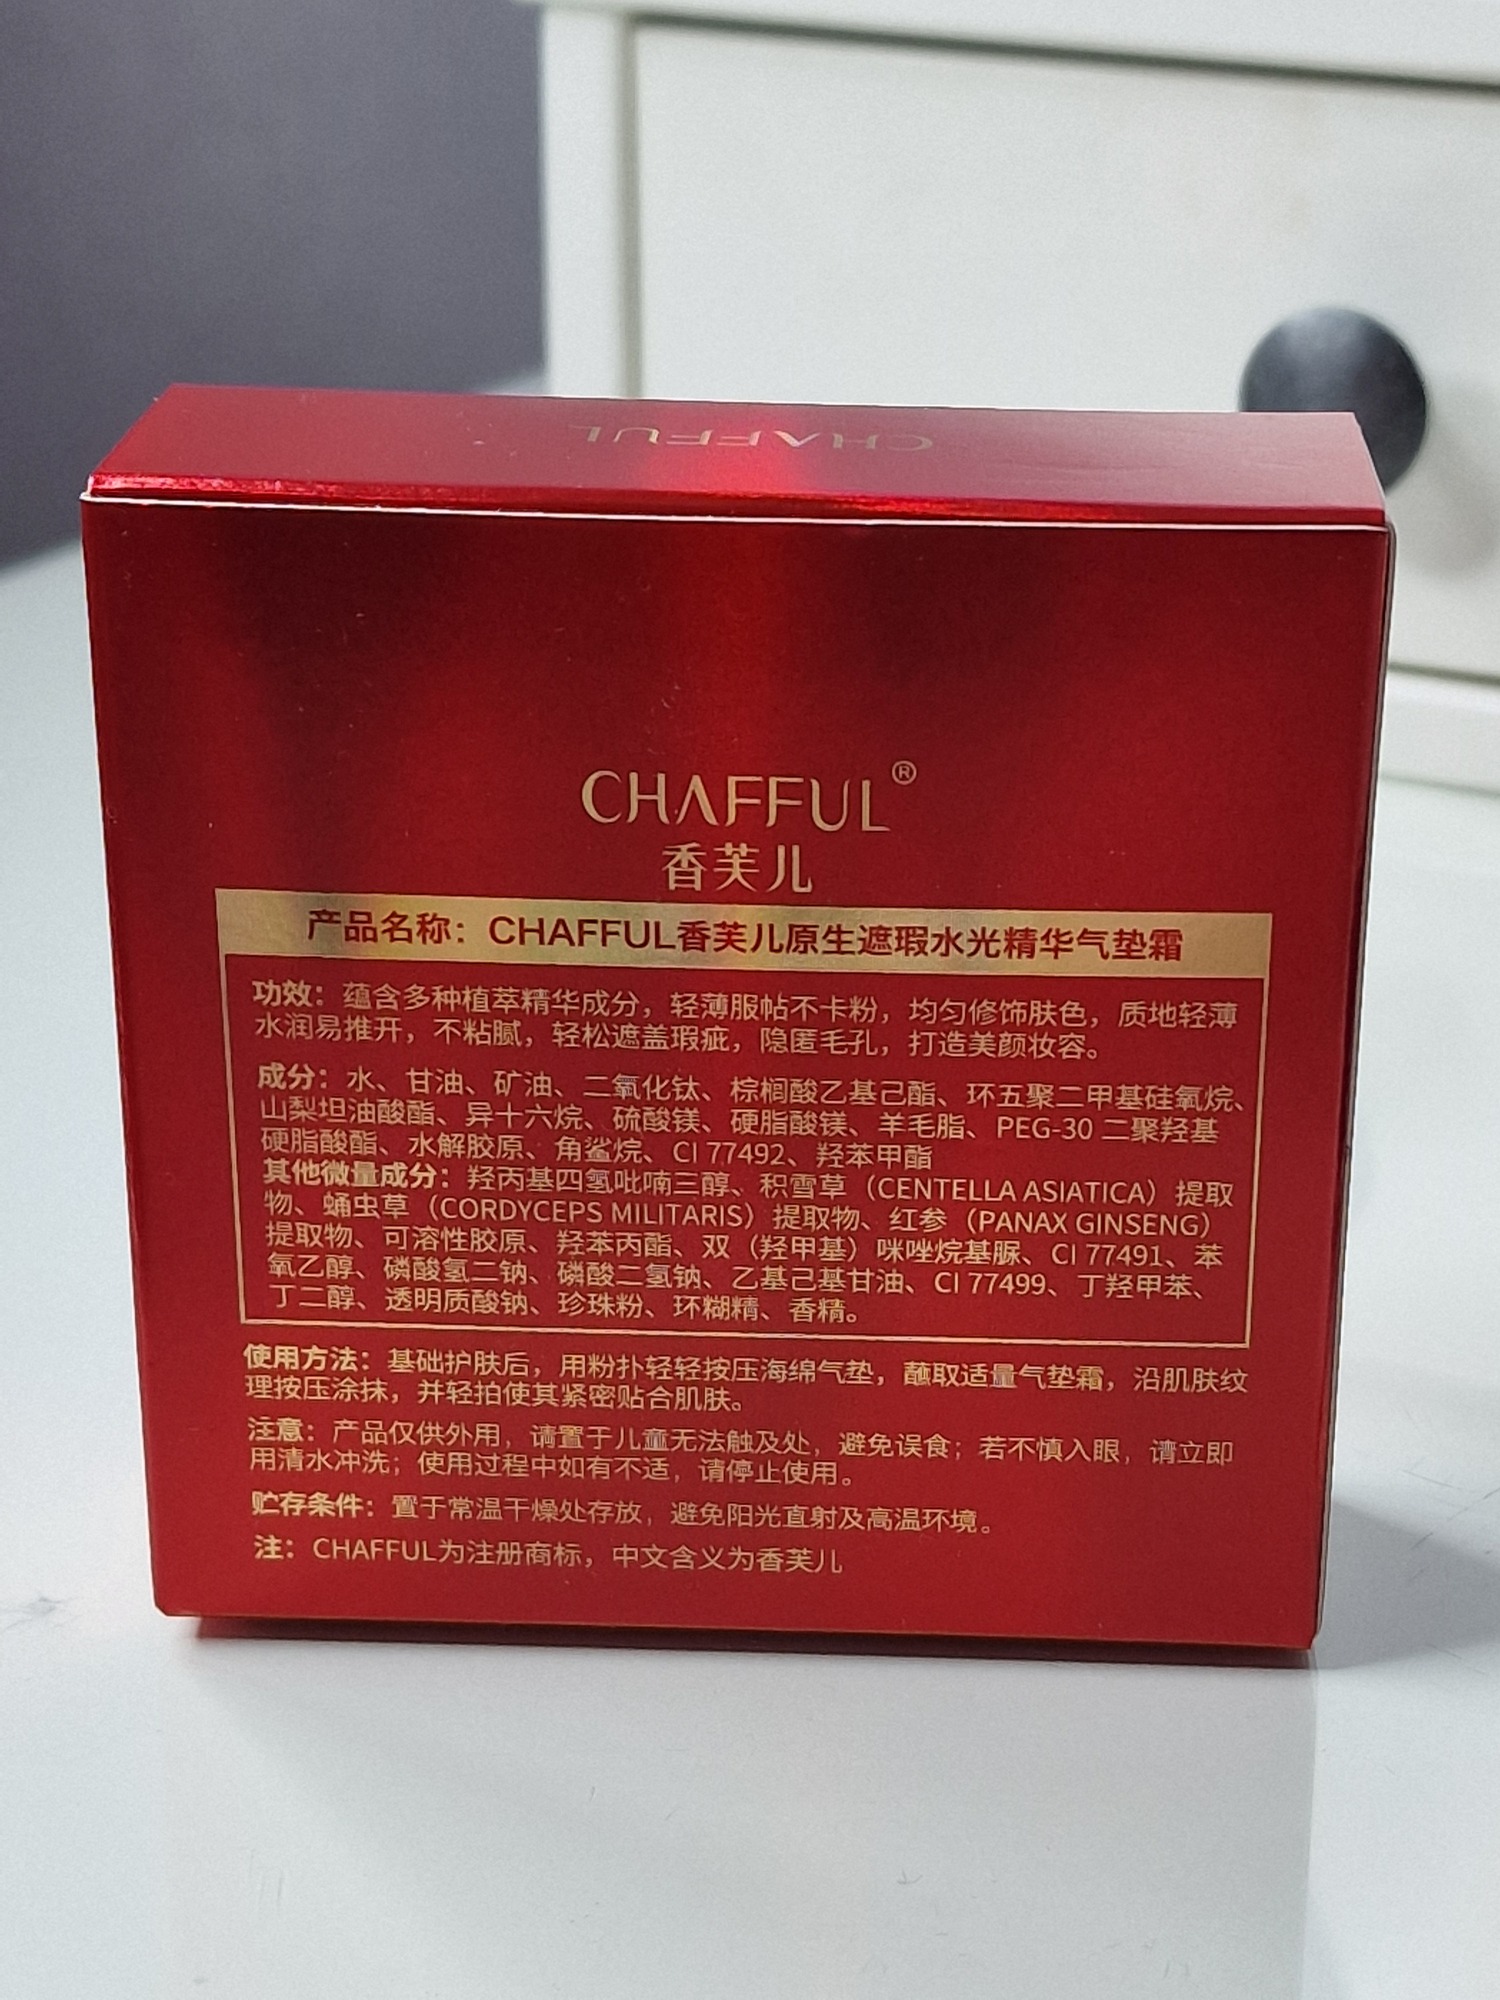 CHAFFUL
CHAFFUL®
香芙儿
产品名称：CHAFFUL香芙儿原生遮瑕水光精华气垫霜
功效：蕴含多种植萃精华成分，轻薄服帖不卡粉，均匀修饰肤色，质地轻薄
水润易推开，不粘腻，轻松遮盖瑕疵，隐匿毛孔，打造美颜妆容。
成分：水、甘油、矿油、二氧化钛、棕榈酸乙基己酯、环五聚二甲基硅氧烷、
山梨坦油酸酯、异十六烷、硫酸镁、硬脂酸镁、羊毛脂、PEG-30 二聚羟基
硬脂酸酯、水解胶原、角鲨烷、CI 77492、羟苯甲酯
其他微量成分：羟丙基四氢吡喃三醇、积雪草（CENTELLA ASIATICA）提取
物、蛹虫草（CORDYCEPS MILITARIS）提取物、红参（PANAX GINSENG）
提取物、可溶性胶原、羟苯丙酯、双（羟甲基）咪唑烷基脲、CI 77491、苯
氧乙醇、磷酸氢二钠、磷酸二氢钠、乙基己基甘油、CI 77499、丁羟甲苯、
丁二醇、透明质酸钠、珍珠粉、环糊精、香精。
使用方法：基础护肤后，用粉扑轻轻按压海绵气垫，蘸取适量气垫霜，沿肌肤纹
理按压涂抹，并轻拍使其紧密贴合肌肤。
注意：产品仅供外用，请置于儿童无法触及处，避免误食；若不慎入眼，请立即
用清水冲洗；使用过程中如有不适，请停止使用。
贮存条件：置于常温干燥处存放，避免阳光直射及高温环境。
注：CHAFFUL为注册商标，中文含义为香芙儿